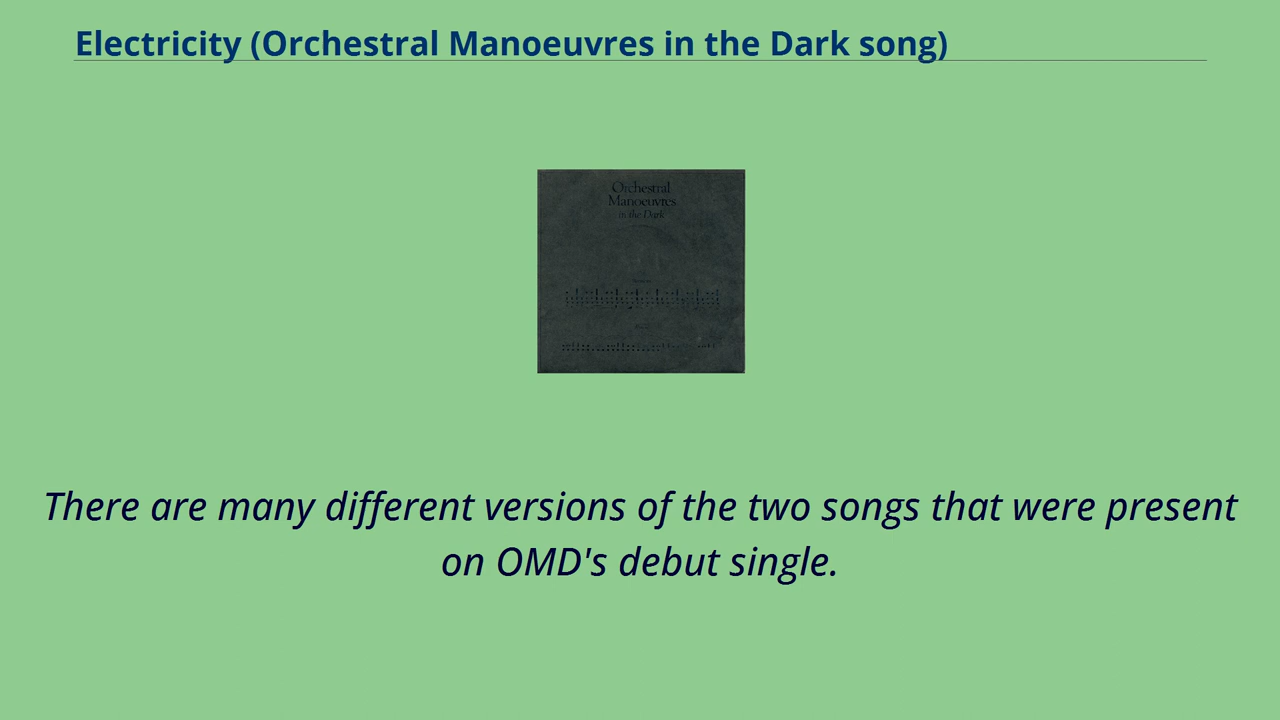 Electricity (Orchestral Manoeuvres in the Dark song)
Orchestral
Manoeuvres
in the Dark
There are many different versions of the two songs that were present
on OMD's debut single.